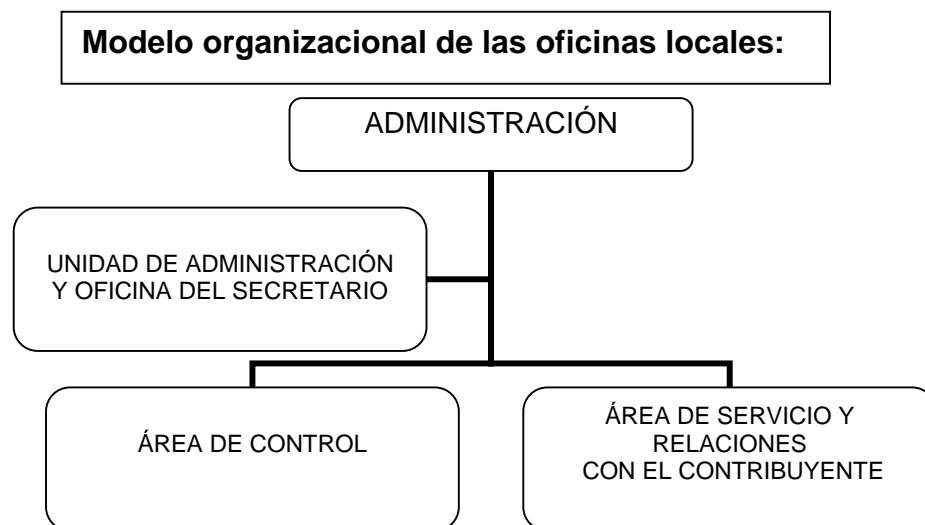 Modelo organizacional de las oficinas locales:
ADMINISTRACIÓN
UNIDAD DE ADMINISTRACIÓN
Y OFICINA DEL SECRETARIO
ÁREA DE CONTROL
ÁREA DE SERVICIO Y
RELACIONES
CON EL CONTRIBUYENTE